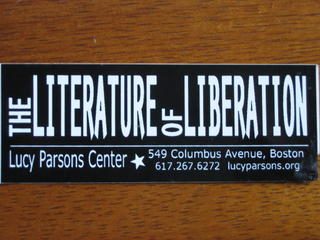 THE LITERATURE OF LIBERATION
Lucy Parsons Center ★ 549 Columbus Avenue, Boston
617.267.6272 lucyparsons.org